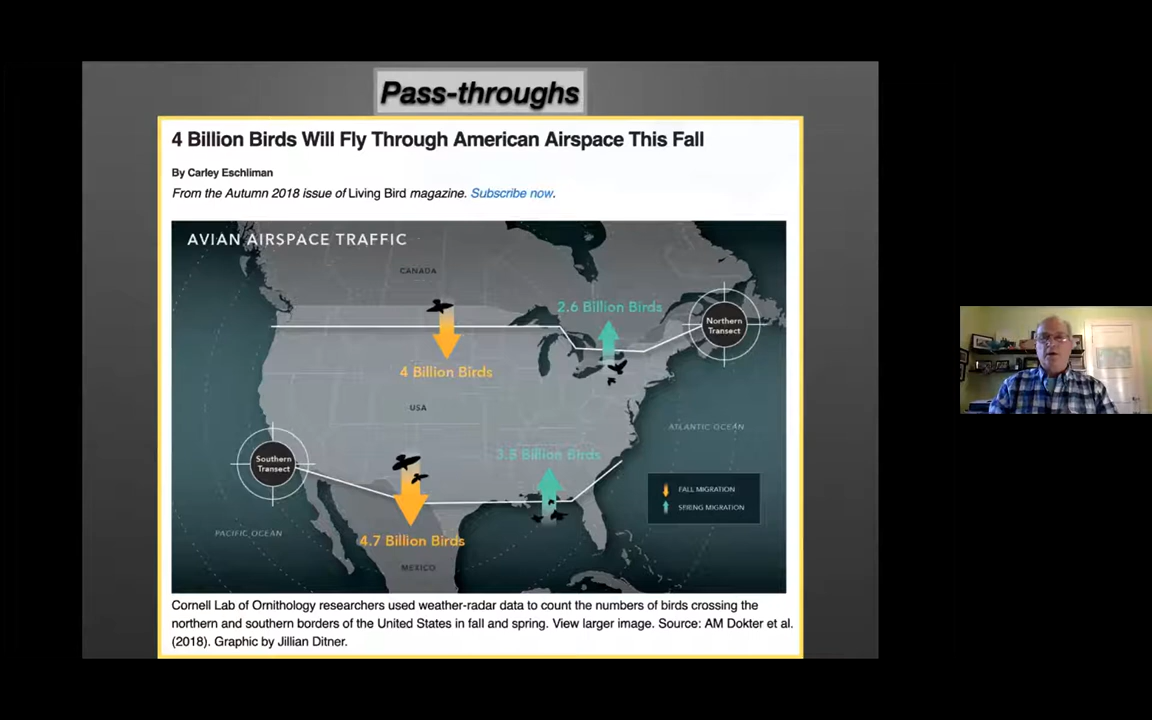 Pass-throughs
4 Billion Birds Will Fly Through American Airspace This Fall
By Carley Eschliman
From the Autumn 2018 issue of Living Bird magazine. Subscribe now.
AVIAN AIRSPACE TRAFFIC
CANADA
2.6 Billion Birds
Northern
Transect
4 Billion Birds
USA
ATLANTIC OCEAN
Southern
Transect
3.5 Billion Birds
FALL MIGRATION
SPRING MIGRATION
PACIFIC OCEAN
4.7 Billion Birds
MEXICO
Cornell Lab of Ornithology researchers used weather-radar data to count the numbers of birds crossing the
northern and southern borders of the United States in fall and spring. View larger image. Source: AM Dokter et al.
(2018). Graphic by Jillian Ditner.